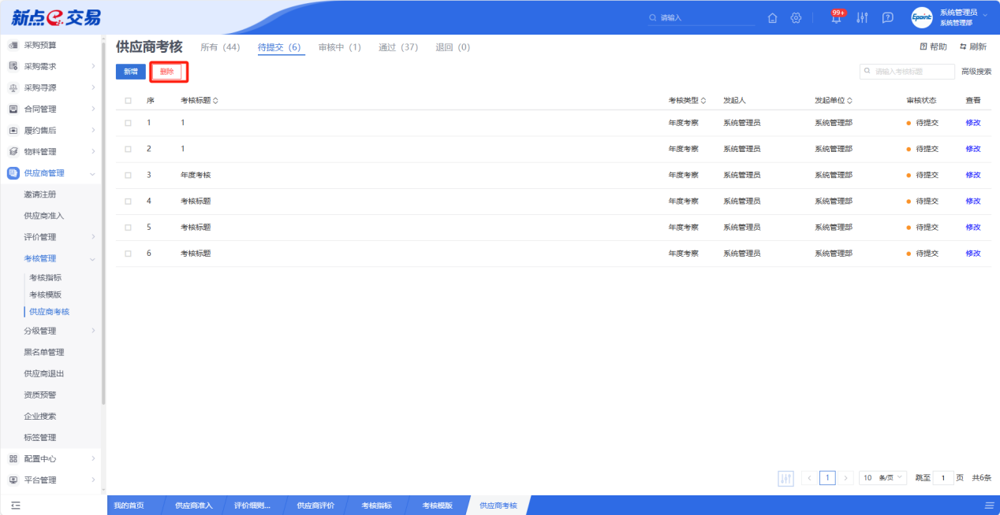 新点e交易
请输入
99+
Epoint
系统管理员
系统管理部
采购预算
采购需求
采购寻源
合同管理
履约售后
物料管理
供应商管理
邀请注册
供应商准入
评价管理
考核管理
考核指标
考核模版
供应商考核
分级管理
黑名单管理
供应商退出
资质预警
企业搜索
标签管理
配置中心
平台管理
供应商考核 所有（44） 待提交（6） 审核中（1） 通过（37） 退回（0） 帮助 刷新
新增 删除 请输入考核标题 高级搜索
序 考核标题 考核类型 发起人 发起单位 审核状态 查看
1 1 年度考察 系统管理员 系统管理部 待提交 修改
2 1 年度考察 系统管理员 系统管理部 待提交 修改
3 年度考核 年度考察 系统管理员 系统管理部 待提交 修改
4 考核标题 年度考察 系统管理员 系统管理部 待提交 修改
5 考核标题 年度考察 系统管理员 系统管理部 待提交 修改
6 考核标题 年度考察 系统管理员 系统管理部 待提交 修改
1 10 条/页 跳至 1 页 共6条
我的首页 供应商准入 评价细则... 供应商评价 考核指标 考核模版 供应商考核